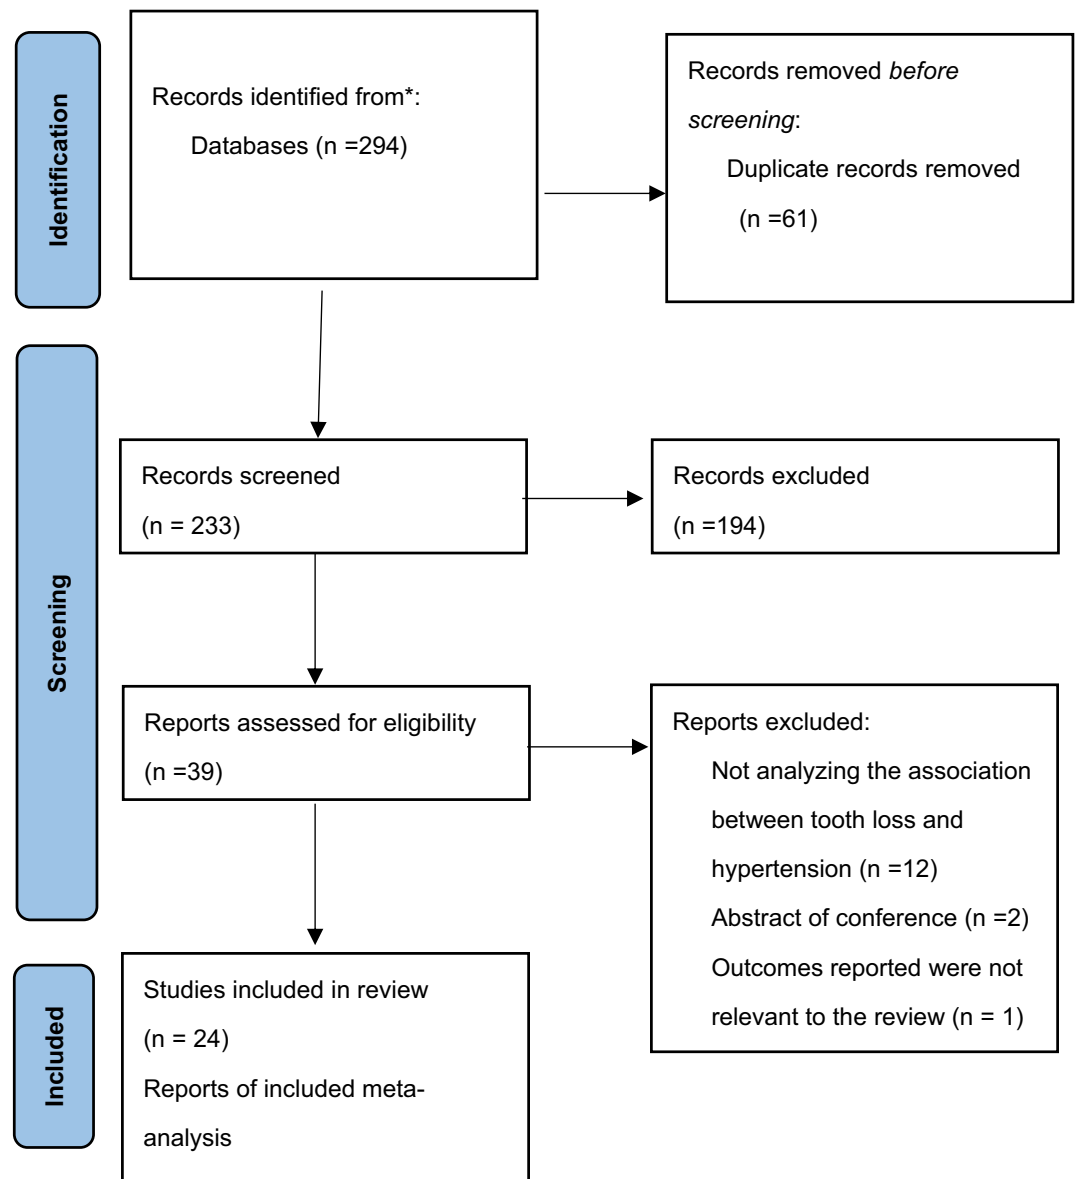 Identification
Records identified from*:
Databases (n =294)
Records removed before
screening:
Duplicate records removed
(n =61)
Screening
Records screened
(n = 233)
Records excluded
(n =194)
Reports assessed for eligibility
(n =39)
Reports excluded:
Not analyzing the association
between tooth loss and
hypertension (n =12)
Abstract of conference (n =2)
Outcomes reported were not
relevant to the review (n = 1)
Included
Studies included in review
(n = 24)
Reports of included meta-
analysis